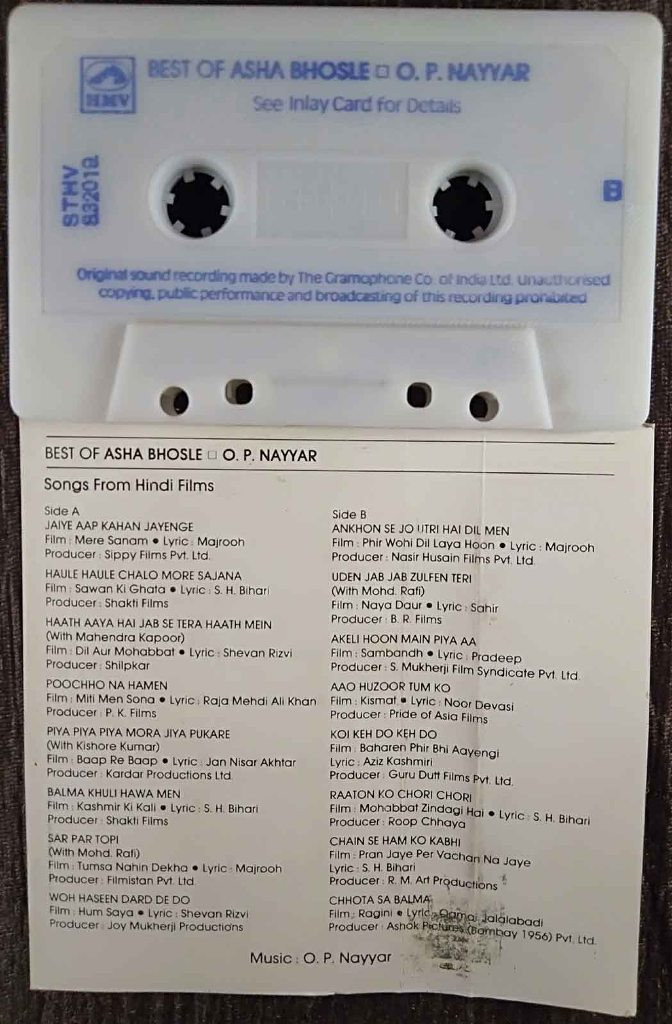 HMV
BEST OF ASHA BHOSLE □ O. P. NAYYAR
See Inlay Card for Details
STHV
832012
B
Original sound recording made by The Gramophone Co. of India Ltd. Unauthorised
copying, public performance and broadcasting of this recording prohibited
BEST OF ASHA BHOSLE □ O. P. NAYYAR
Songs From Hindi Films
Side A
JAIYE AAP KAHAN JAYENGE
Film : Mere Sanam ● Lyric : Majrooh
Producer : Sippy Films Pvt. Ltd.
HAULE HAULE CHALO MORE SAJANA
Film : Sawan Ki Ghata ● Lyric : S. H. Bihari
Producer : Shakti Films
HAATH AAYA HAI JAB SE TERA HAATH MEIN
(With Mahendra Kapoor)
Film : Dil Aur Mohabbat ● Lyric : Shevan Rizvi
Producer : Shilpkar
POOCHHO NA HAMEN
Film : Miti Men Sona ● Lyric : Raja Mehdi Ali Khan
Producer : P. K. Films
PIYA PIYA PIYA MORA JIYA PUKARE
(With Kishore Kumar)
Film : Baap Re Baap ● Lyric : Jan Nisar Akhtar
Producer : Kardar Productions Ltd.
BALMA KHULI HAWA MEN
Film : Kashmir Ki Kali ● Lyric : S. H. Bihari
Producer : Shakti Films
SAR PAR TOPI
(With Mohd. Rafi)
Film : Tumsa Nahin Dekha ● Lyric : Majrooh
Producer : Filmistan Pvt. Ltd.
WOH HASEEN DARD DE DO
Film : Hum Saya ● Lyric : Shevan Rizvi
Producer : Joy Mukherji Productions
Side B
ANKHON SE JO UTRI HAI DIL MEN
Film : Phir Wohi Dil Laya Hoon ● Lyric : Majrooh
Producer : Nasir Husain Films Pvt. Ltd.
UDEN JAB JAB ZULFEN TERI
(With Mohd. Rafi)
Film : Naya Daur ● Lyric : Sahir
Producer : B. R. Films
AKELI HOON MAIN PIYA AA
Film : Sambandh ● Lyric : Pradeep
Producer : S. Mukherji Film Syndicate Pvt. Ltd.
AAO HUZOOR TUM KO
Film : Kismat ● Lyric : Noor Devasi
Producer : Pride of Asia Films
KOI KEH DO KEH DO
Film : Baharen Phir Bhi Aayengi
Lyric : Aziz Kashmiri
Producer : Guru Dutt Films Pvt. Ltd.
RAATON KO CHORI CHORI
Film : Mohabbat Zindagi Hai ● Lyric : S. H. Bihari
Producer : Roop Chhaya
CHAIN SE HAM KO KABHI
Film : Pran Jaye Per Vachan Na Jaye
Lyric : S. H. Bihari
Producer : R. M. Art Productions
CHHOTA SA BALMA
Film : Ragini ● Lyric : Qamar Jalalabadi
Producer : Ashok Pictures (Bombay 1956) Pvt. Ltd.
Music : O. P. Nayyar